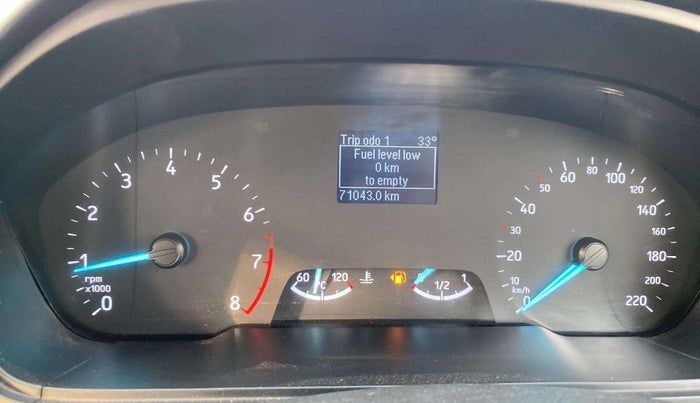 Trip odo 1 33°
Fuel level low
0 km
to empty
71043.0 km
0 1 2 3 4 5 6 7 8
rpm
x1000
60 120
°C
0 1/2 1
0 10 20 30 40 50 60 80 100 120 140 160 180 200 220
km/h